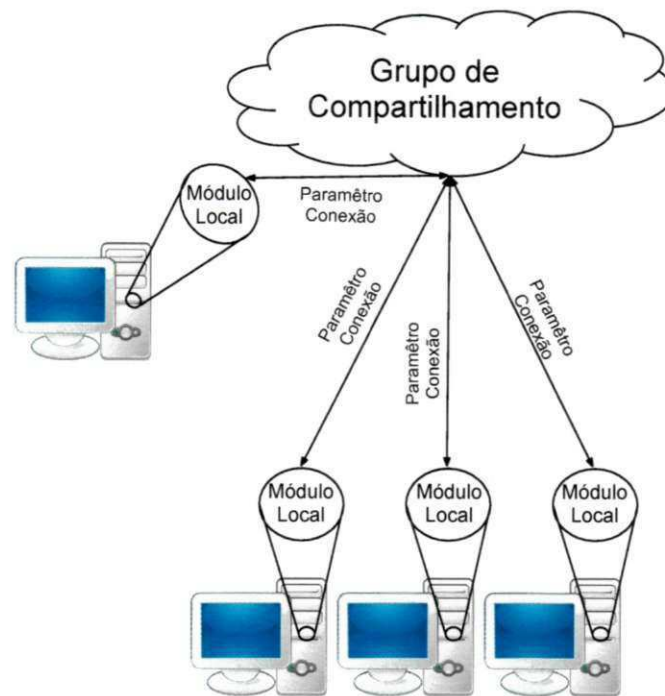 Grupo de
Compartilhamento
Módulo
Local
Paramêtro
Conexão
Paramêtro
Conexão
Paramêtro
Conexão
Paramêtro
Conexão
Módulo
Local
Módulo
Local
Módulo
Local